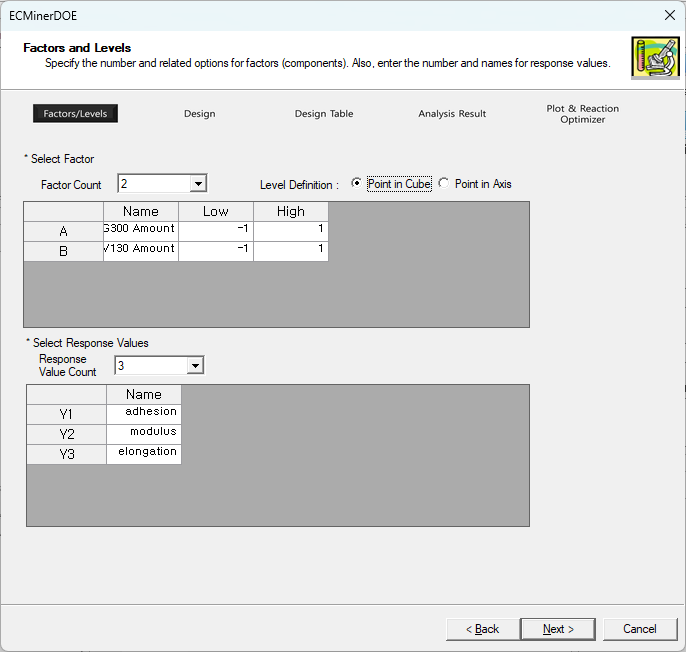 ECMinerDOE
Factors and Levels
Specify the number and related options for factors (components). Also, enter the number and names for response values.
Factors/Levels Design Design Table Analysis Result Plot & Reaction Optimizer
* Select Factor
Factor Count 2 Level Definition : Point in Cube Point in Axis
Name Low High
A 300 Amount -1 1
B 130 Amount -1 1
* Select Response Values
Response
Value Count 3
Name
Y1 adhesion
Y2 modulus
Y3 elongation
< Back Next > Cancel